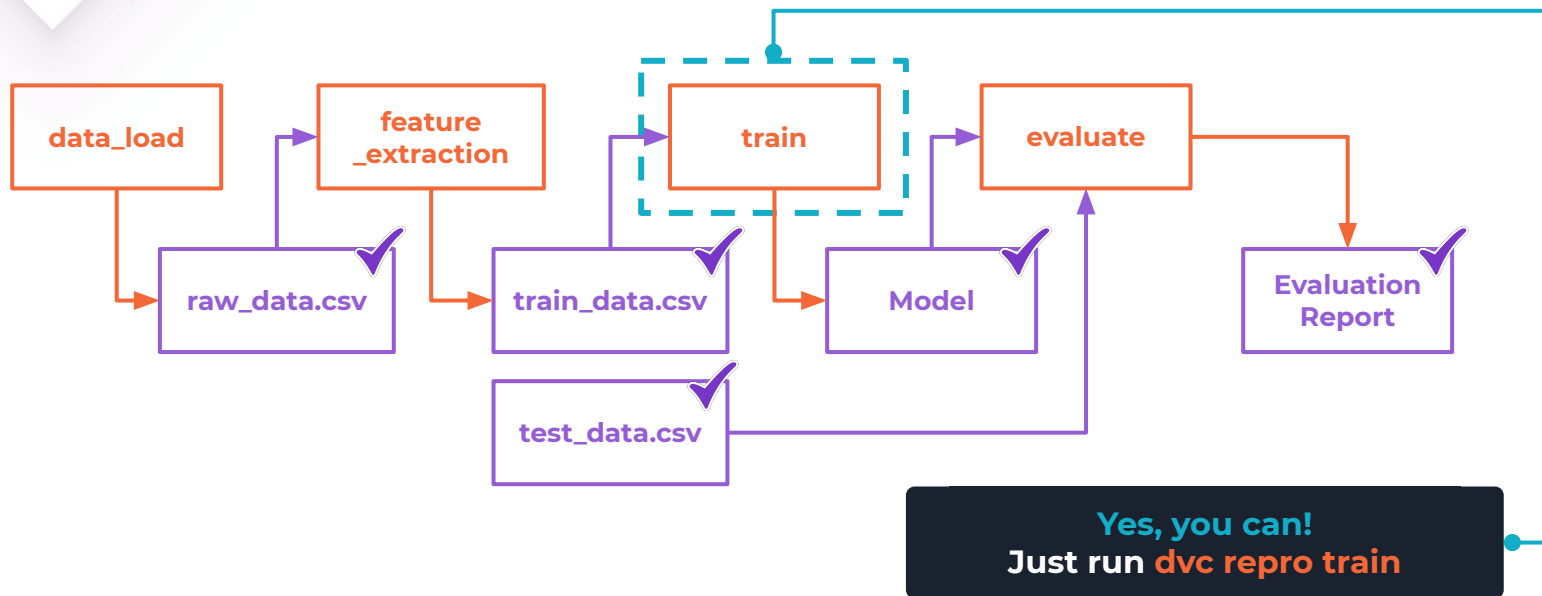 data_load
feature
_extraction
train
evaluate
raw_data.csv
train_data.csv
Model
Evaluation
Report
test_data.csv
Yes, you can!
Just run dvc repro train